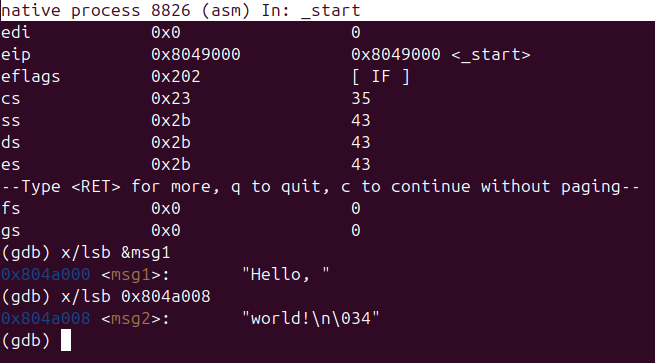 native process 8826 (asm) In: _start
edi 0x0 0
eip 0x8049000 0x8049000 <_start>
eflags 0x202 [ IF ]
cs 0x23 35
ss 0x2b 43
ds 0x2b 43
es 0x2b 43
--Type <RET> for more, q to quit, c to continue without paging--
fs 0x0 0
gs 0x0 0
(gdb) x/lsb &msg1
0x804a000 <msg1>: "Hello, "
(gdb) x/lsb 0x804a008
0x804a008 <msg2>: "world!\n\034"
(gdb)